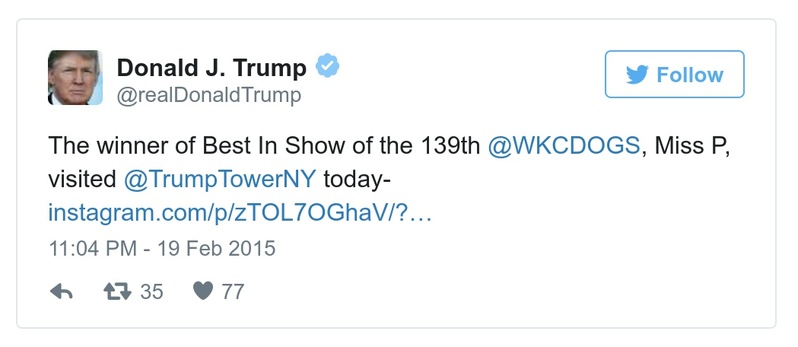 Donald J. Trump
@realDonaldTrump
Follow
The winner of Best In Show of the 139th @WKCDOGS, Miss P,
visited @TrumpTowerNY today-
instagram.com/p/zTOL7OGhaV/?…
11:04 PM - 19 Feb 2015
35 77